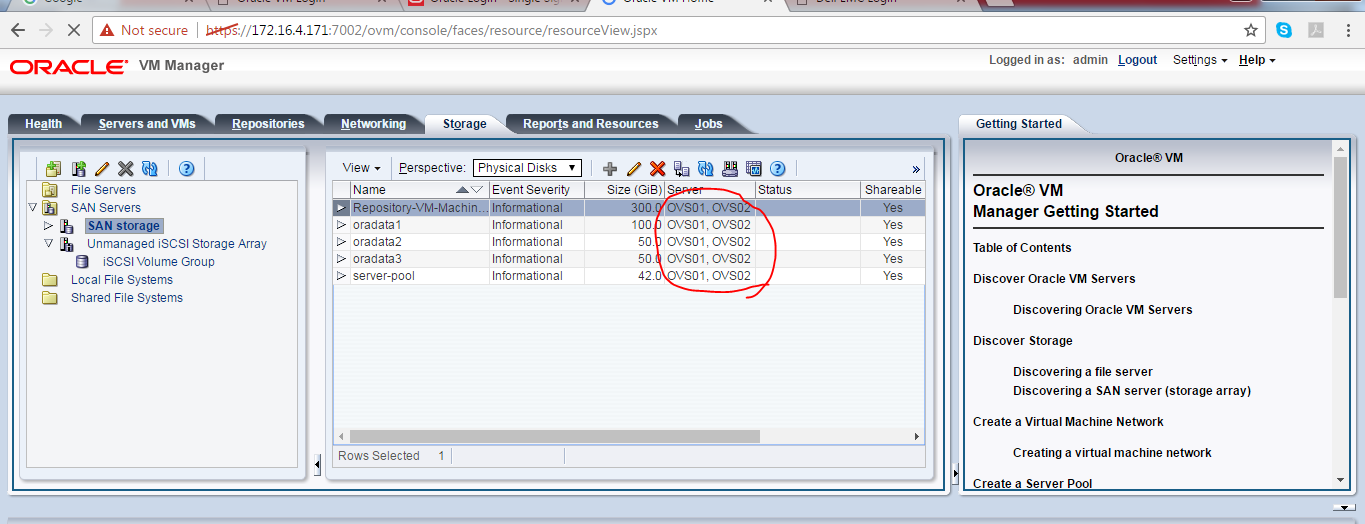 Google
Oracle VM Login
Oracle Login - Single Sig
Oracle VM Home
Dell EMC Login
Not secure https://172.16.4.171:7002/ovm/console/faces/resource/resourceView.jspx
ORACLE® VM Manager
Logged in as: admin Logout Settings Help
Health Servers and VMs Repositories Networking Storage Reports and Resources Jobs
Getting Started
View Perspective: Physical Disks »
File Servers
SAN Servers
SAN storage
Unmanaged iSCSI Storage Array
iSCSI Volume Group
Local File Systems
Shared File Systems
Name Event Severity Size (GiB) Server Status Shareable
Repository-VM-Machin... Informational 300.0 OVS01, OVS02 Yes
oradata1 Informational 100.0 OVS01, OVS02 Yes
oradata2 Informational 50.0 OVS01, OVS02 Yes
oradata3 Informational 50.0 OVS01, OVS02 Yes
server-pool Informational 42.0 OVS01, OVS02 Yes
Rows Selected 1
Oracle® VM
Oracle® VM
Manager Getting Started
Table of Contents
Discover Oracle VM Servers
Discovering Oracle VM Servers
Discover Storage
Discovering a file server
Discovering a SAN server (storage array)
Create a Virtual Machine Network
Creating a virtual machine network
Create a Server Pool